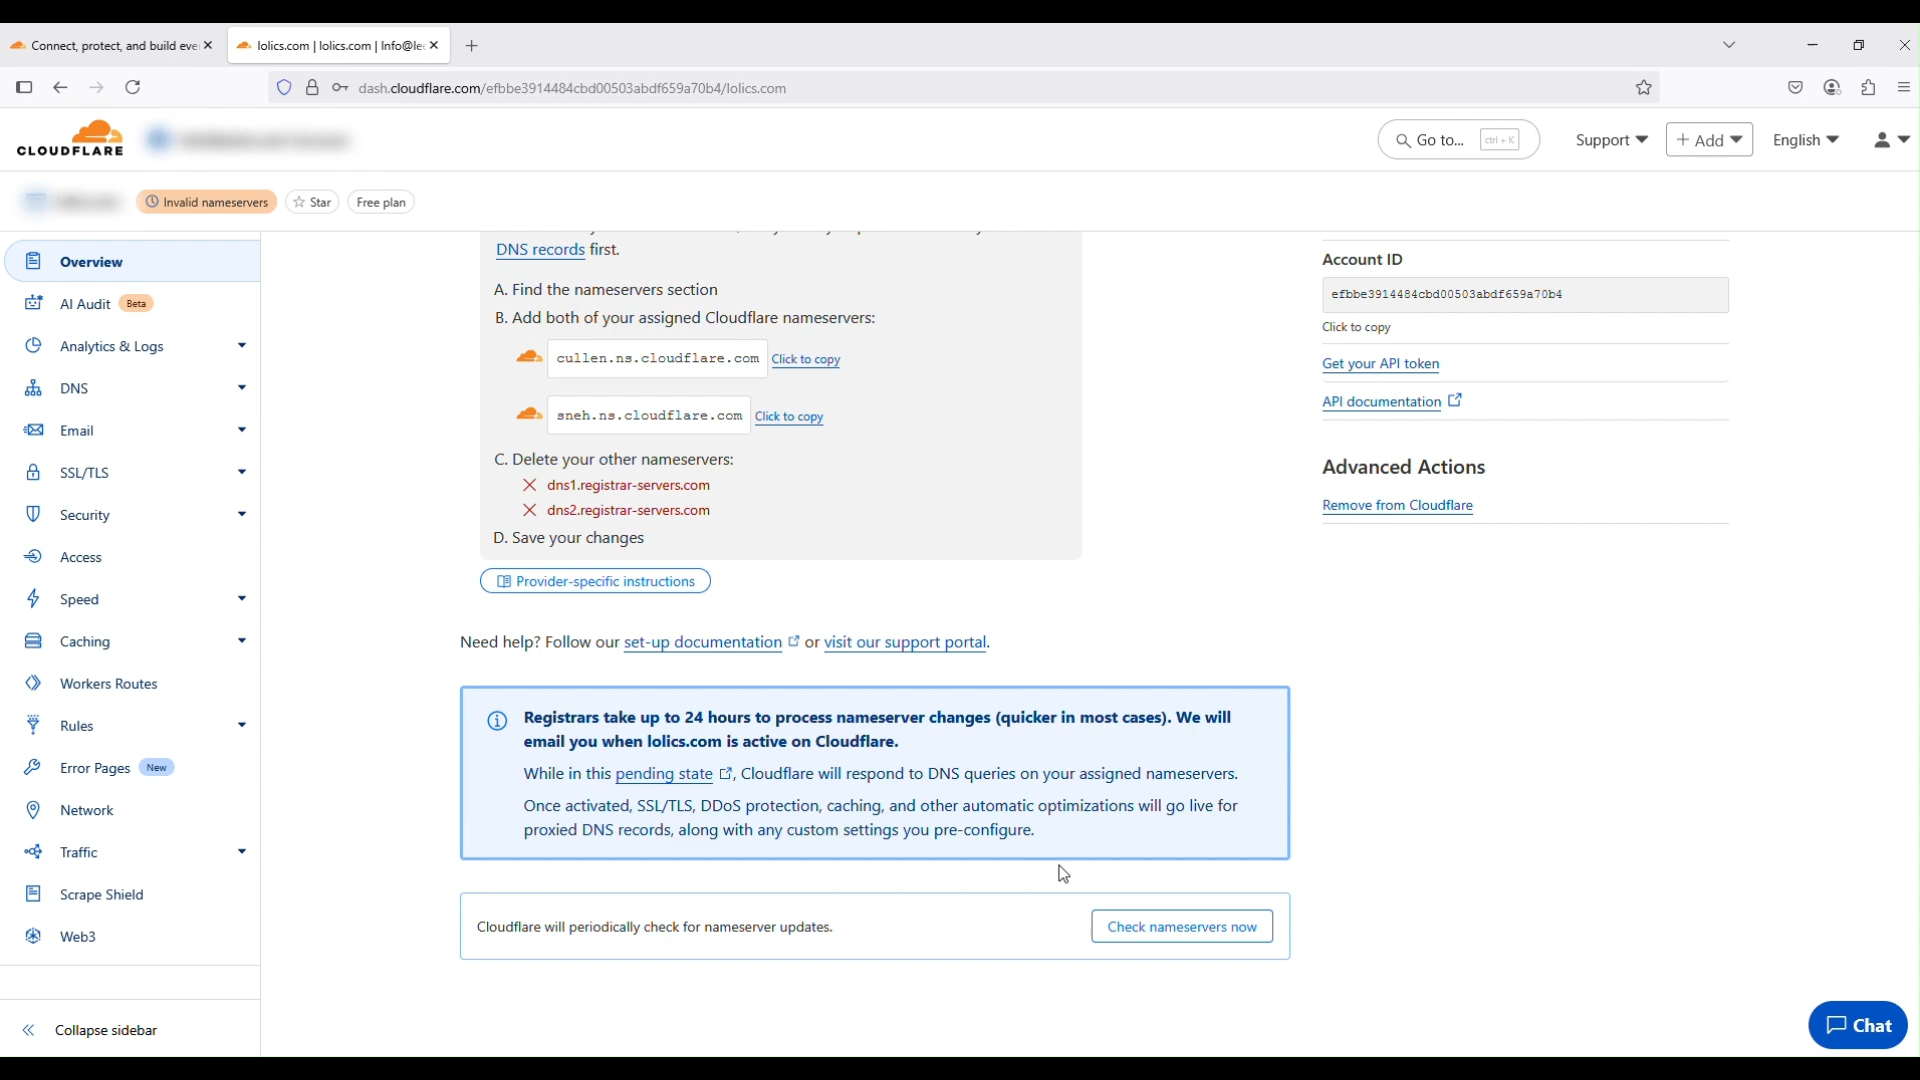 Connect, protect, and build eve
lolics.com | lolics.com | Info@le
dash.cloudflare.com/efbbe3914484cbd00503abdf659a70b4/lolics.com
CLOUDFLARE
Go to...
ctrl + K
Support
+ Add
English
Invalid nameservers
Star
Free plan
Overview
AI Audit Beta
Analytics & Logs
DNS
Email
SSL/TLS
Security
Access
Speed
Caching
Workers Routes
Rules
Error Pages New
Network
Traffic
Scrape Shield
Web3
Collapse sidebar
DNS records first.
A. Find the nameservers section
B. Add both of your assigned Cloudflare nameservers:
cullen.ns.cloudflare.com Click to copy
sneh.ns.cloudflare.com Click to copy
C. Delete your other nameservers:
dns1.registrar-servers.com
dns2.registrar-servers.com
D. Save your changes
Provider-specific instructions
Need help? Follow our set-up documentation or visit our support portal.
Registrars take up to 24 hours to process nameserver changes (quicker in most cases). We will
email you when lolics.com is active on Cloudflare.
While in this pending state, Cloudflare will respond to DNS queries on your assigned nameservers.
Once activated, SSL/TLS, DDoS protection, caching, and other automatic optimizations will go live for
proxied DNS records, along with any custom settings you pre-configure.
Cloudflare will periodically check for nameserver updates.
Check nameservers now
Account ID
efbbe3914484cbd00503abdf659a70b4
Click to copy
Get your API token
API documentation
Advanced Actions
Remove from Cloudflare
Chat